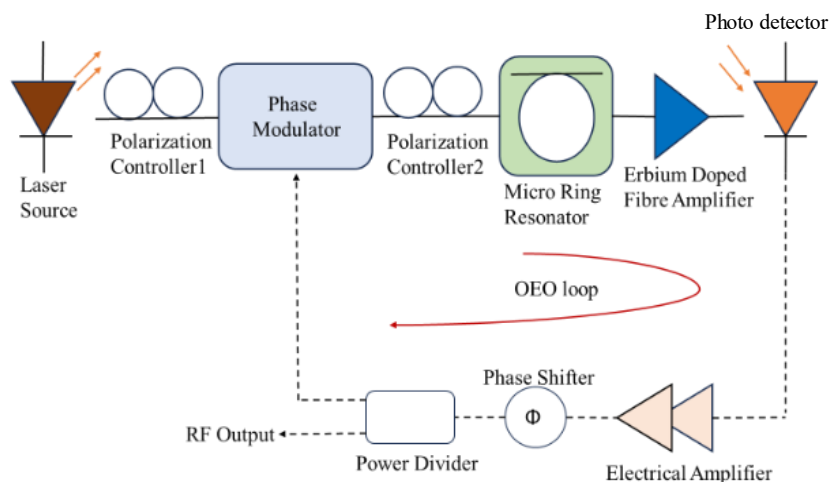 Photo detector
Phase
Modulator
Polarization
Controller1
Polarization
Controller2
Laser
Source
Micro Ring
Resonator
Erbium Doped
Fibre Amplifier
OEO loop
Phase Shifter
Φ
RF Output
Power Divider
Electrical Amplifier